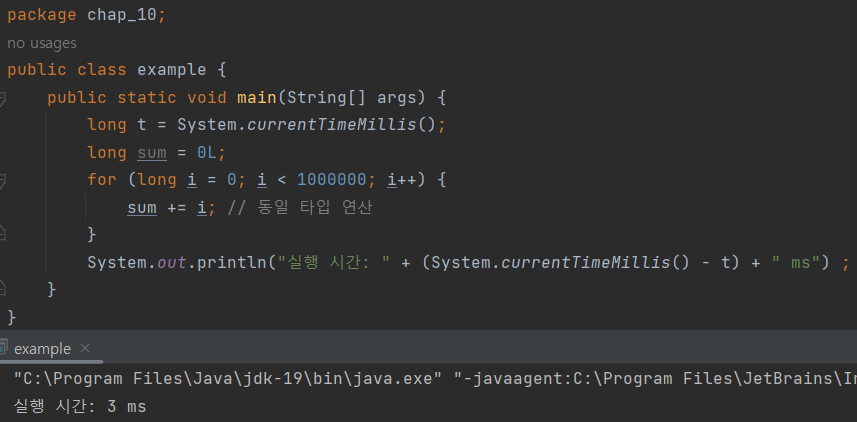 package chap_10;
no usages
public class example {
public static void main(String[] args) {
long t = System.currentTimeMillis();
long sum = 0L;
for (long i = 0; i < 1000000; i++) {
sum += i; // 동일 타입 연산
}
System.out.println("실행 시간: " + (System.currentTimeMillis() - t) + " ms") ;
}
}
example ×
"C:\Program Files\Java\jdk-19\bin\java.exe" "-javaagent:C:\Program Files\JetBrains\
실행 시간: 3 ms